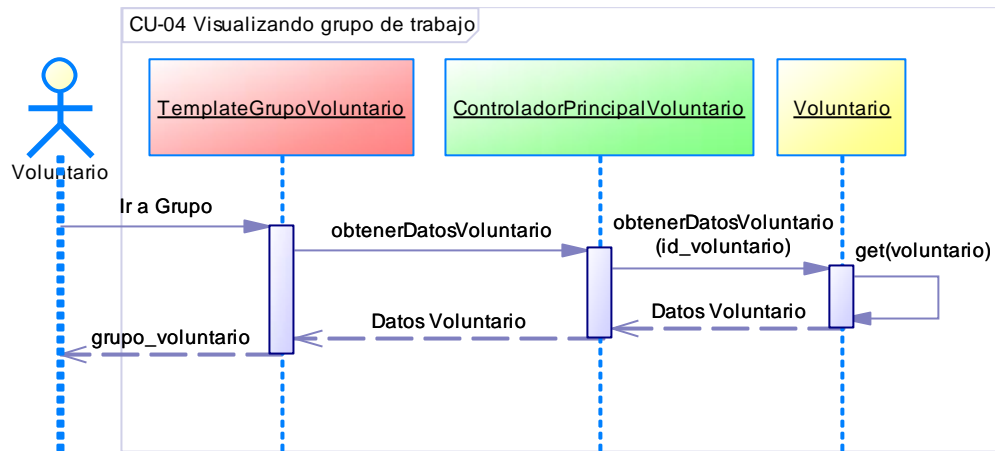 CU-04 Visualizando grupo de trabajo
TemplateGrupoVoluntario
ControladorPrincipalVoluntario
Voluntario
Voluntario
Ir a Grupo
obtenerDatosVoluntario
obtenerDatosVoluntario
(id_voluntario)
get(voluntario)
Datos Voluntario
Datos Voluntario
grupo_voluntario